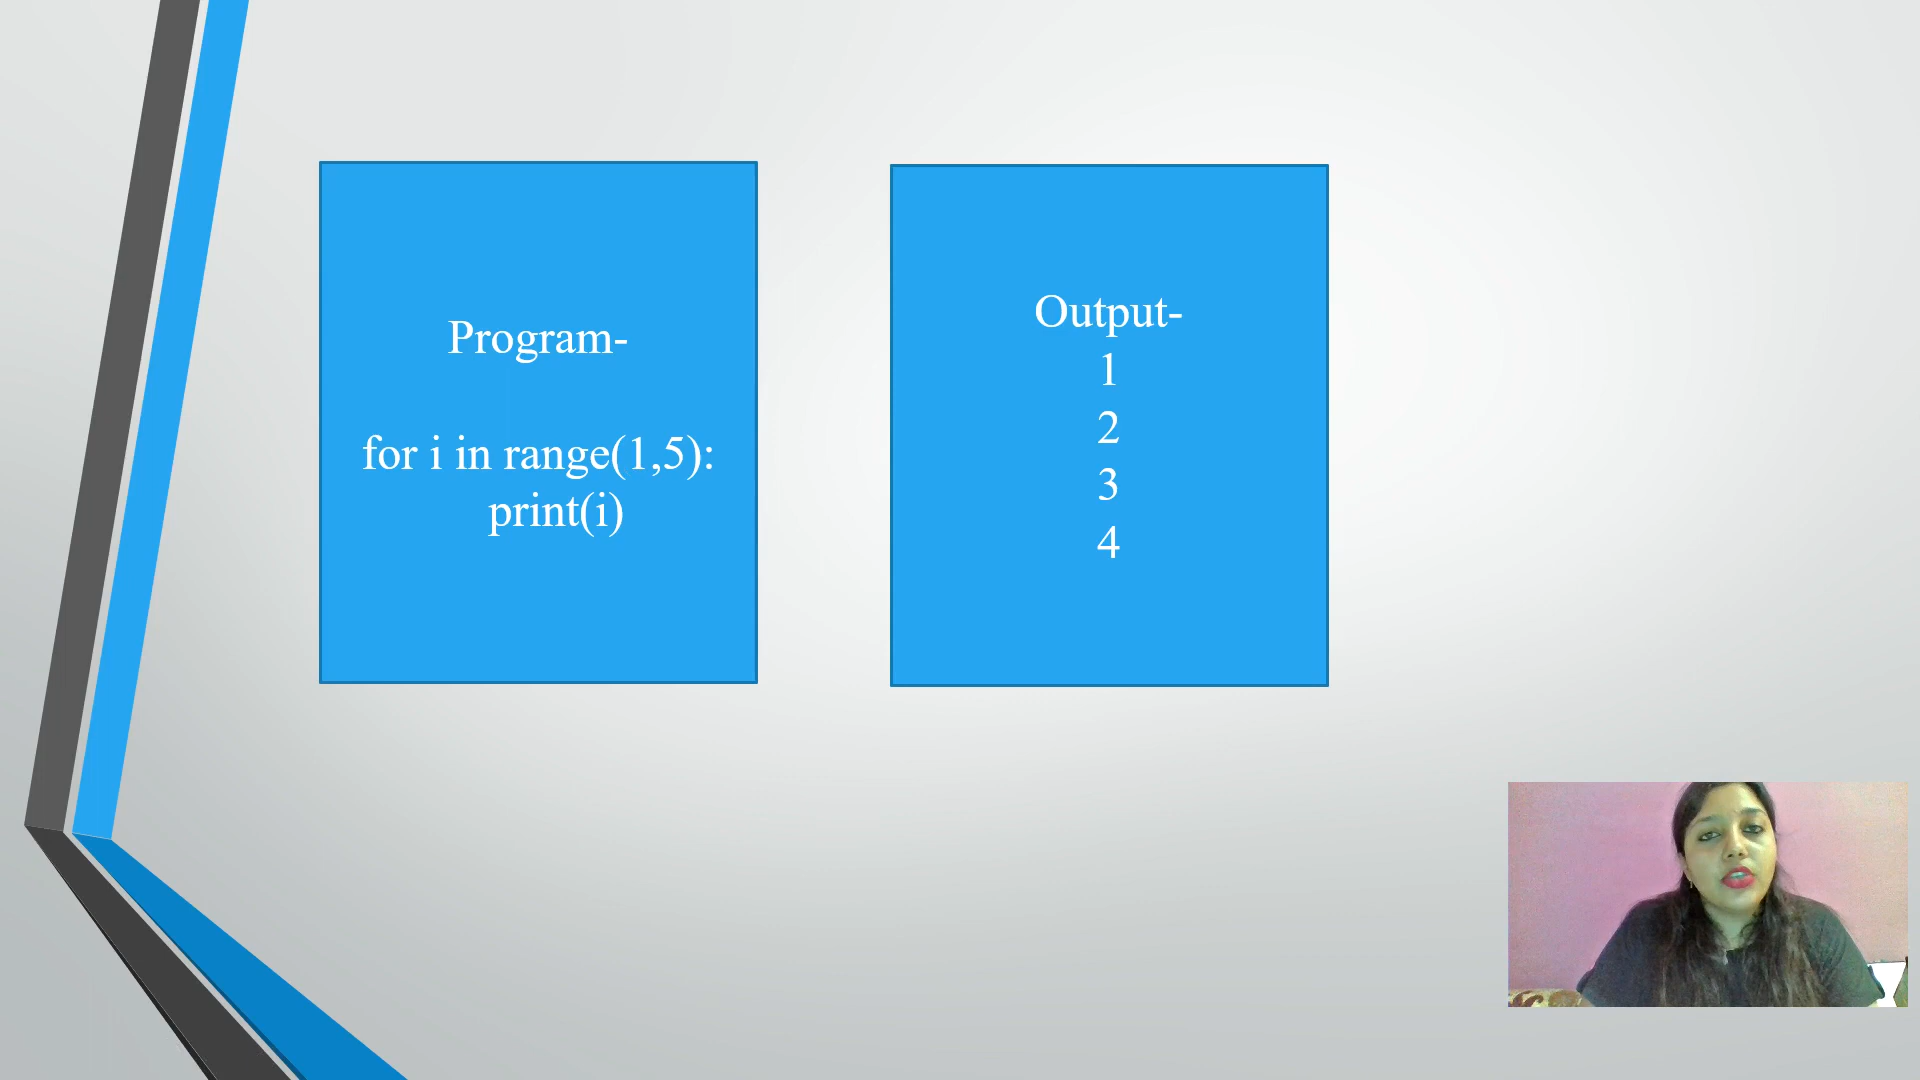 Program-
for i in range(1,5):
print(i)
Output-
1
2
3
4